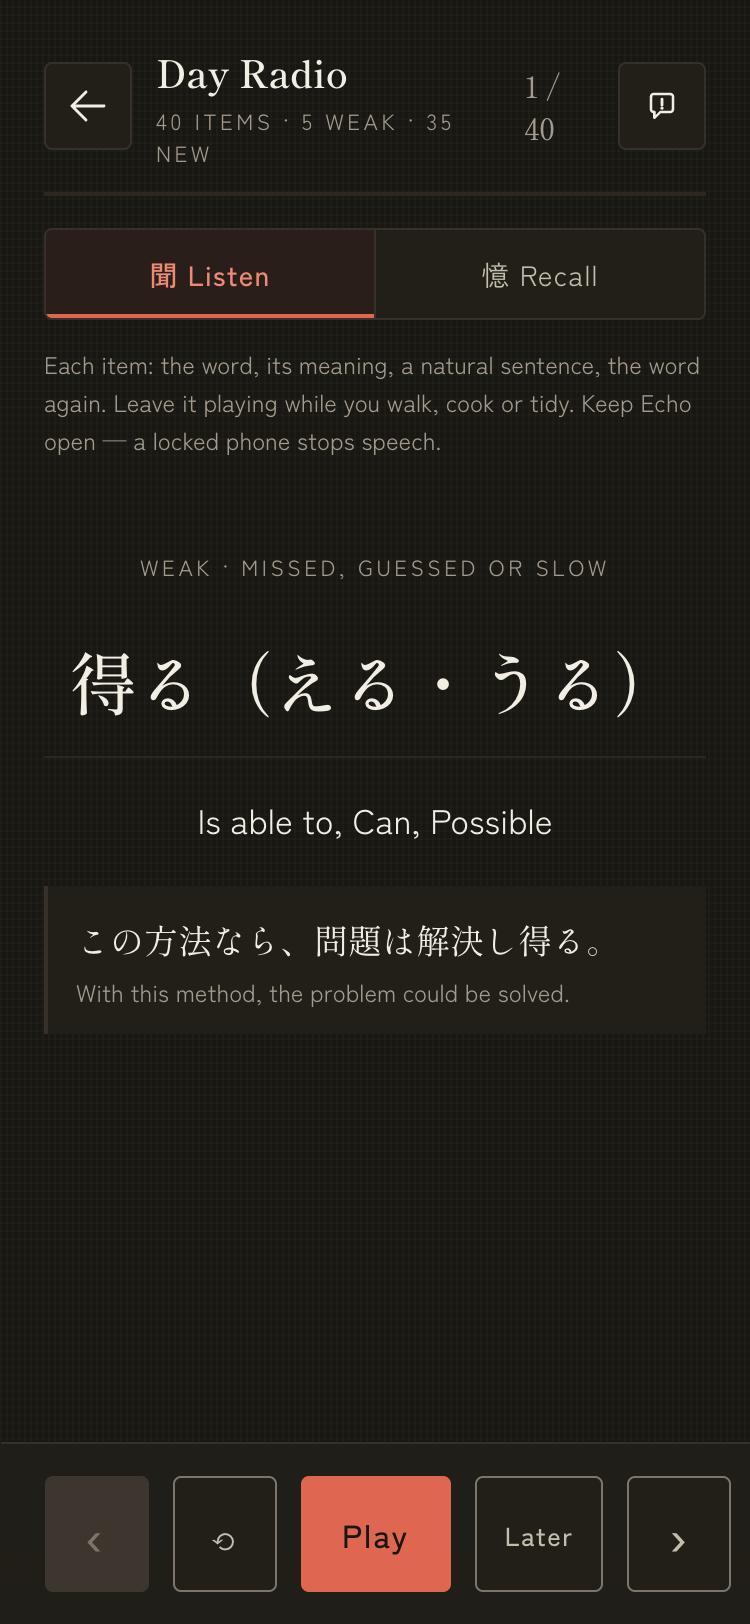 Day Radio
40 ITEMS · 5 WEAK · 35
NEW
1 /
40
聞 Listen
憶 Recall
Each item: the word, its meaning, a natural sentence, the word
again. Leave it playing while you walk, cook or tidy. Keep Echo
open — a locked phone stops speech.
WEAK · MISSED, GUESSED OR SLOW
得る（える・うる）
Is able to, Can, Possible
この方法なら、問題は解決し得る。
With this method, the problem could be solved.
‹
⟲
Play
Later
›